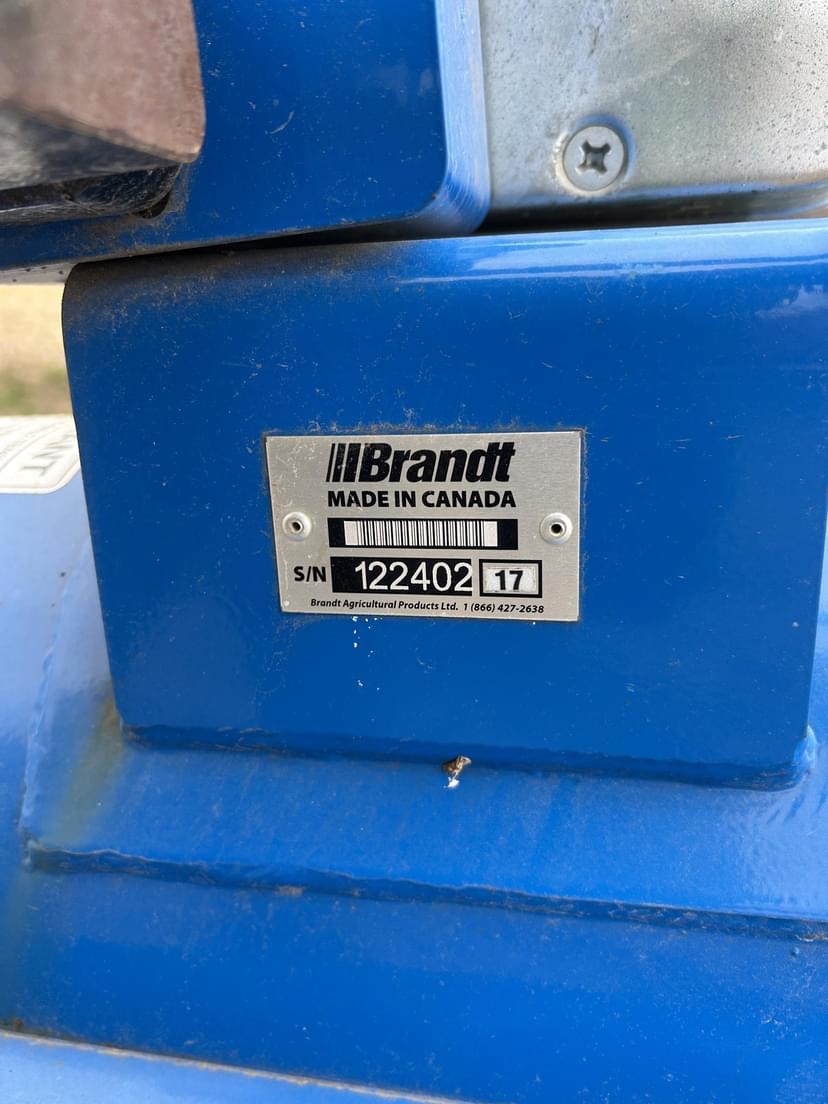 Brandt
MADE IN CANADA
S/N 122402 17
Brandt Agricultural Products Ltd. 1 (866) 427-2638